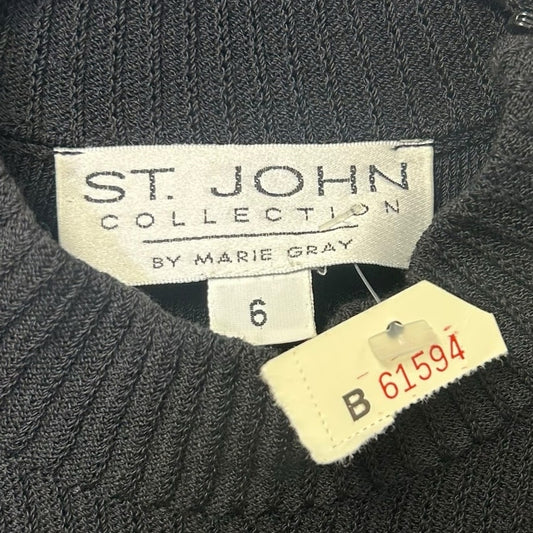 ST. JOHN
COLLECTION
BY MARIE GRAY
6
B 61594